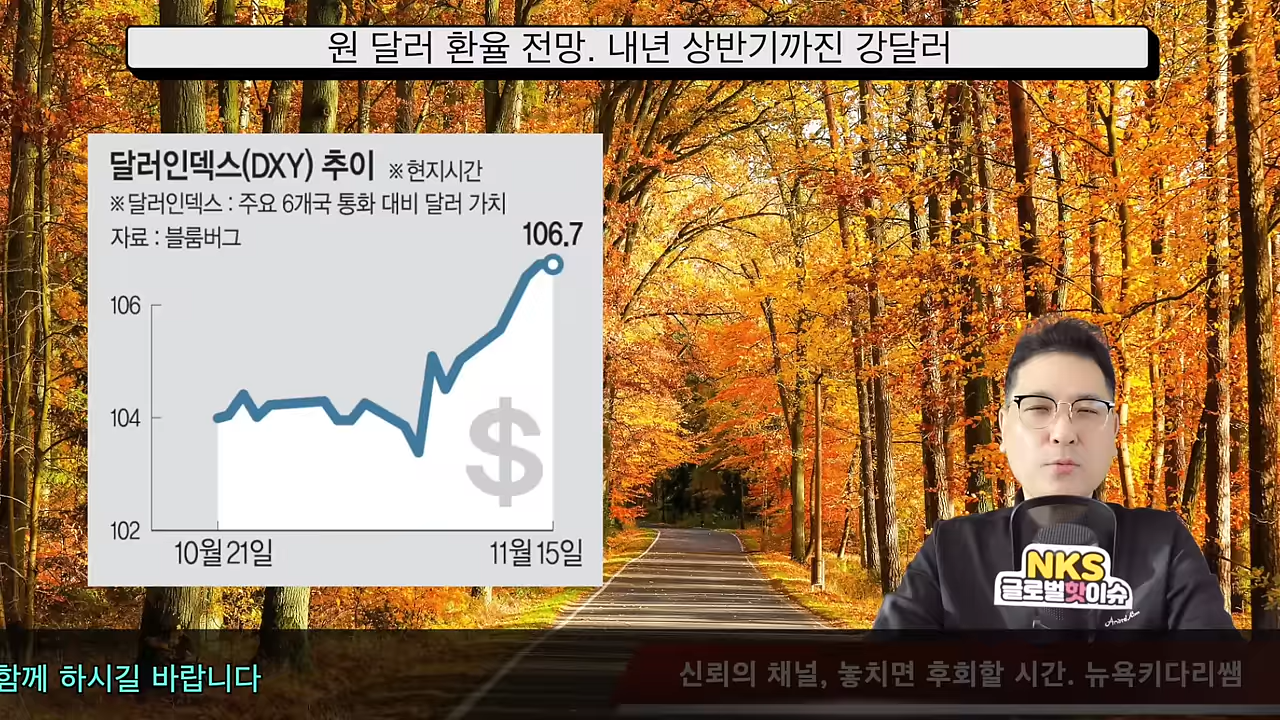 원 달러 환율 전망. 내년 상반기까진 강달러
달러인덱스(DXY) 추이 ※현지시간
※달러인덱스 : 주요 6개국 통화 대비 달러 가치
자료 : 블룸버그
106.7
106
104
102
$
10월 21일 11월 15일
NKS
글로벌핫이슈
함께 하시길 바랍니다
신뢰의 채널, 놓치면 후회할 시간. 뉴욕키다리쌤